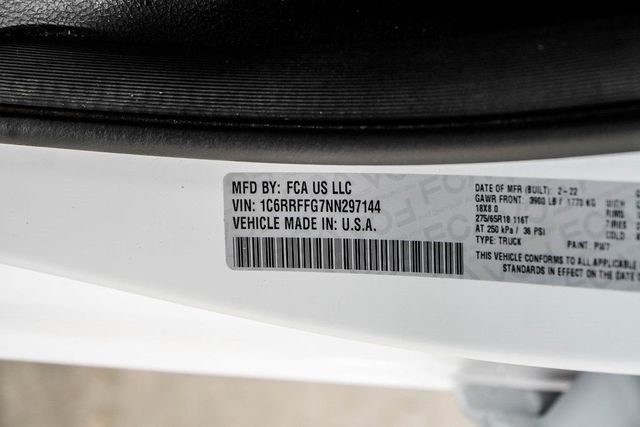 MFD BY: FCA US LLC
VIN: 1C6RRFFG7NN297144
VEHICLE MADE IN: U.S.A.
DATE OF MFR (BUILT): 2-22
GAWR FRONT: 3900 LB / 1770 KG
18X8.0
275/65R18 116T
AT 250 kPa / 36 PSI
TYPE: TRUCK PAINT: PW7
THIS VEHICLE CONFORMS TO ALL
STANDARDS IN EFFECT ON THE DATE